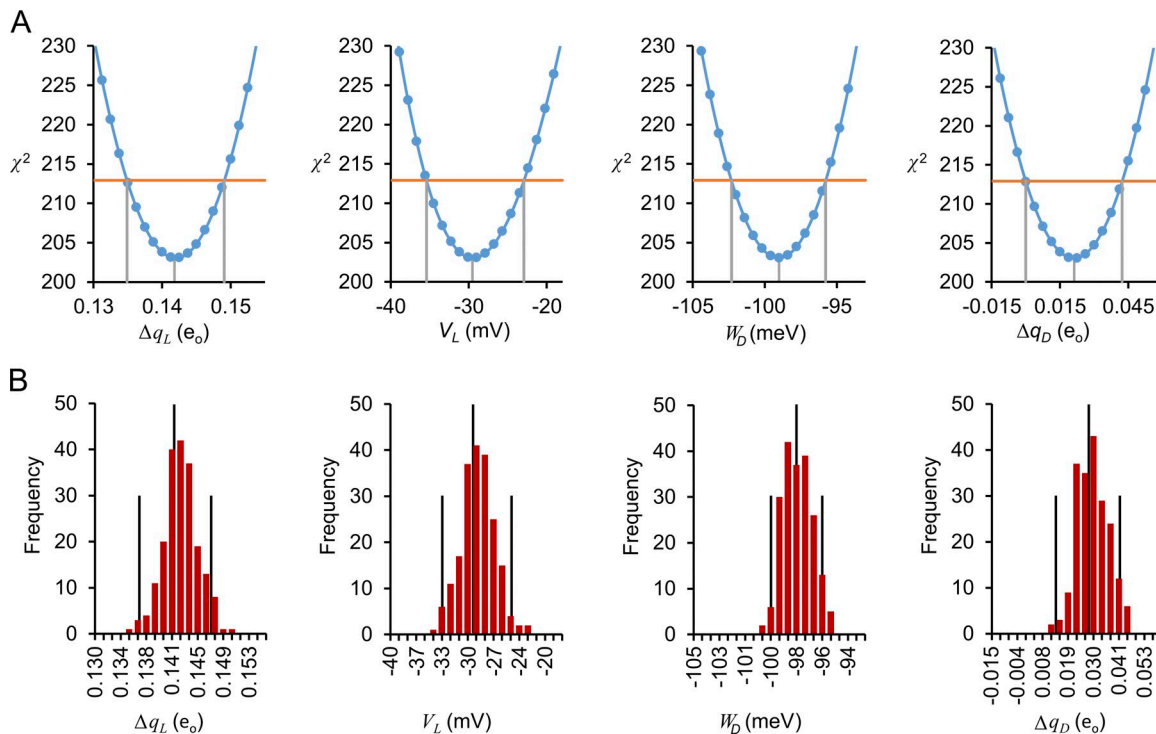 A
230
225
220
215
210
205
200
χ²
0.13 0.14 0.15
Δq_L (e_o)
230
225
220
215
210
205
200
χ²
-40 -30 -20
V_L (mV)
230
225
220
215
210
205
200
χ²
-105 -100 -95
W_D (meV)
230
225
220
215
210
205
200
χ²
-0.015 0.015 0.045
Δq_D (e_o)
B
50
40
30
20
10
0
Frequency
0.130 0.134 0.138 0.141 0.145 0.149 0.153
Δq_L (e_o)
50
40
30
20
10
0
Frequency
-40 -37 -33 -30 -27 -24 -20
V_L (mV)
50
40
30
20
10
0
Frequency
-105 -103 -101 -100 -98 -96 -94
W_D (meV)
50
40
30
20
10
0
Frequency
-0.015 -0.004 0.008 0.019 0.030 0.041 0.053
Δq_D (e_o)